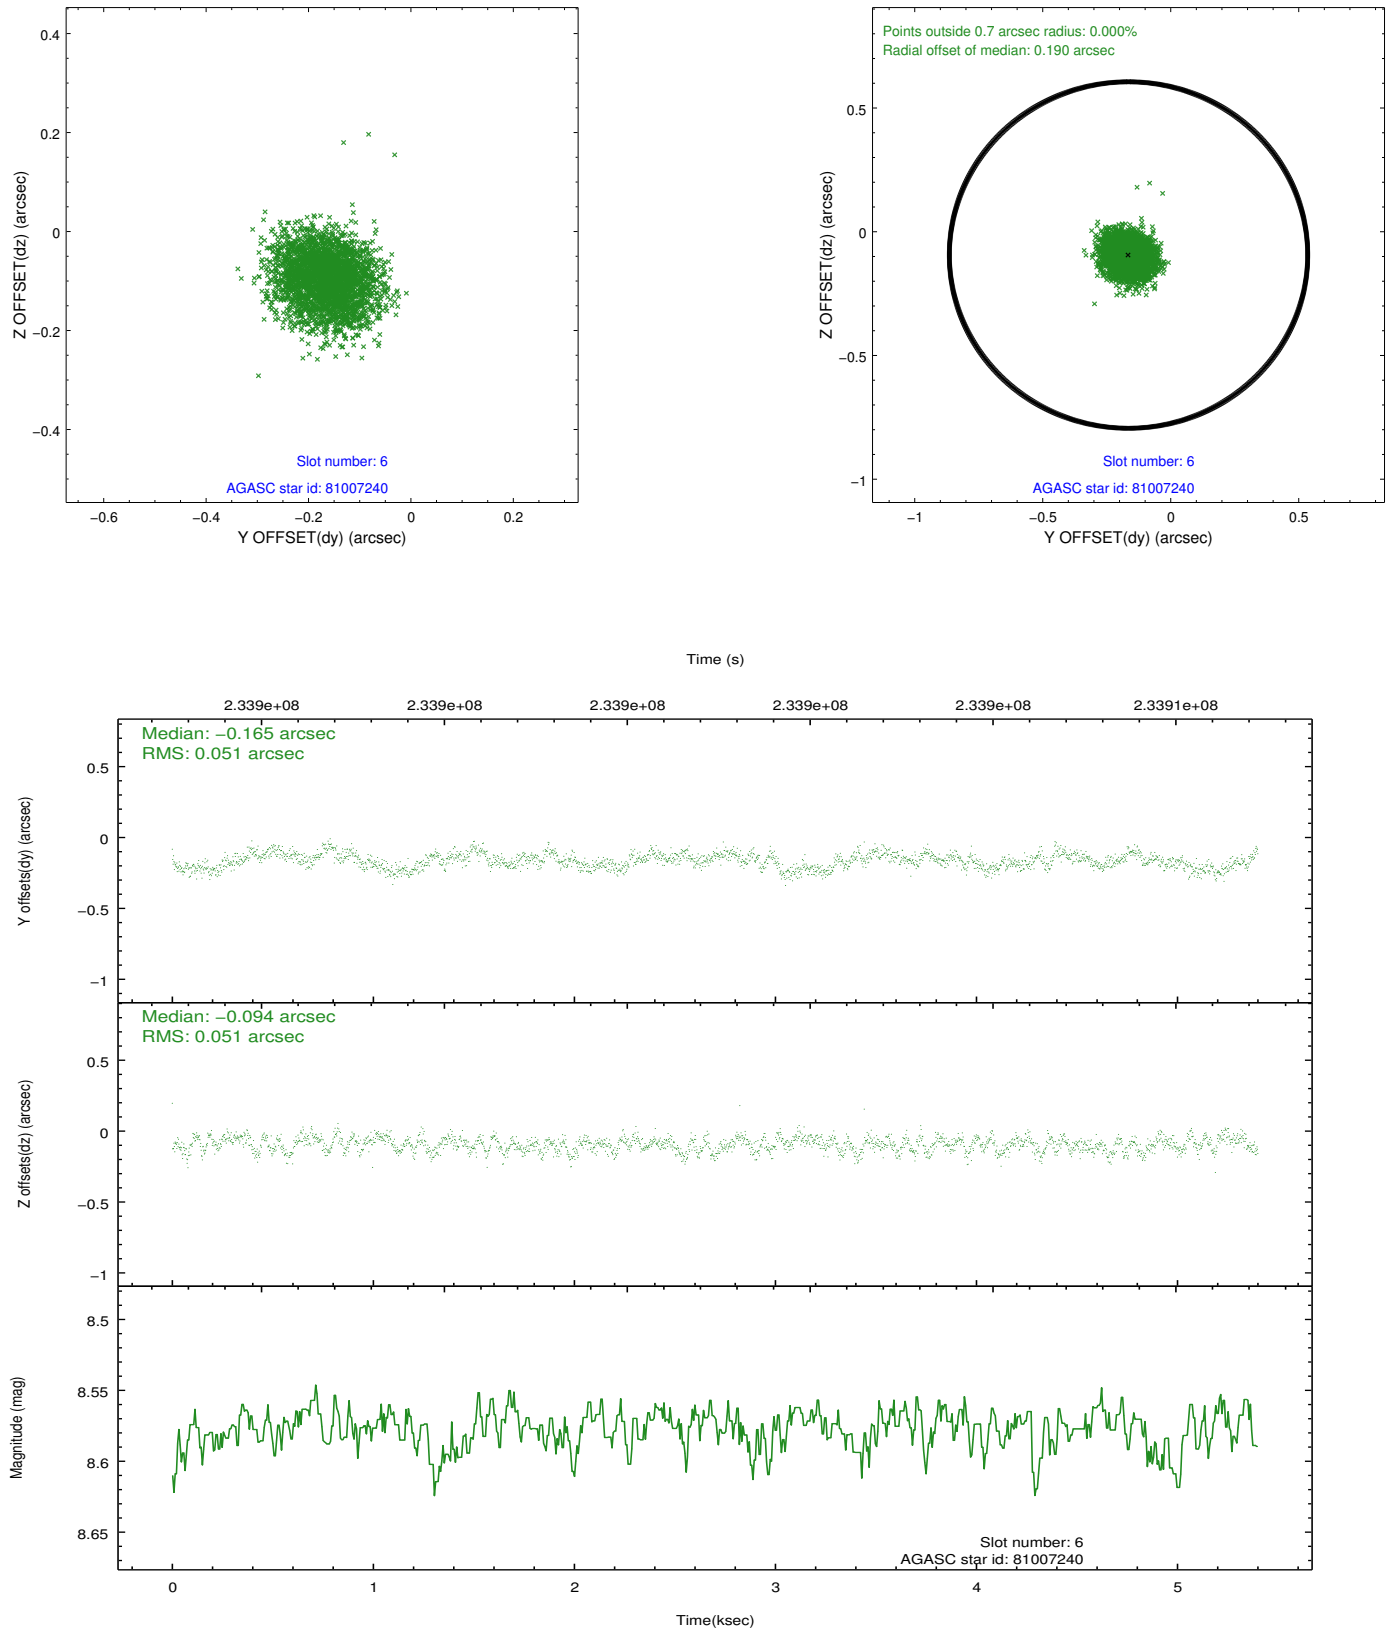 0.4
0.2
0
−0.2
−0.4
Z OFFSET(dz) (arcsec)
Slot number: 6
AGASC star id: 81007240
−0.6
−0.4
−0.2
0
0.2
Y OFFSET(dy) (arcsec)
Points outside 0.7 arcsec radius: 0.000%
Radial offset of median: 0.190 arcsec
0.5
0
−0.5
−1
Z OFFSET(dz) (arcsec)
Slot number: 6
AGASC star id: 81007240
−1
−0.5
0
0.5
Y OFFSET(dy) (arcsec)
Time (s)
2.339e+08
2.339e+08
2.339e+08
2.339e+08
2.339e+08
2.3391e+08
Median: −0.165 arcsec
RMS: 0.051 arcsec
0.5
0
−0.5
−1
Y offsets(dy) (arcsec)
Median: −0.094 arcsec
RMS: 0.051 arcsec
0.5
0
−0.5
−1
Z offsets(dz) (arcsec)
8.5
8.55
8.6
8.65
Magnitude (mag)
Slot number: 6
AGASC star id: 81007240
0
1
2
3
4
5
Time(ksec)